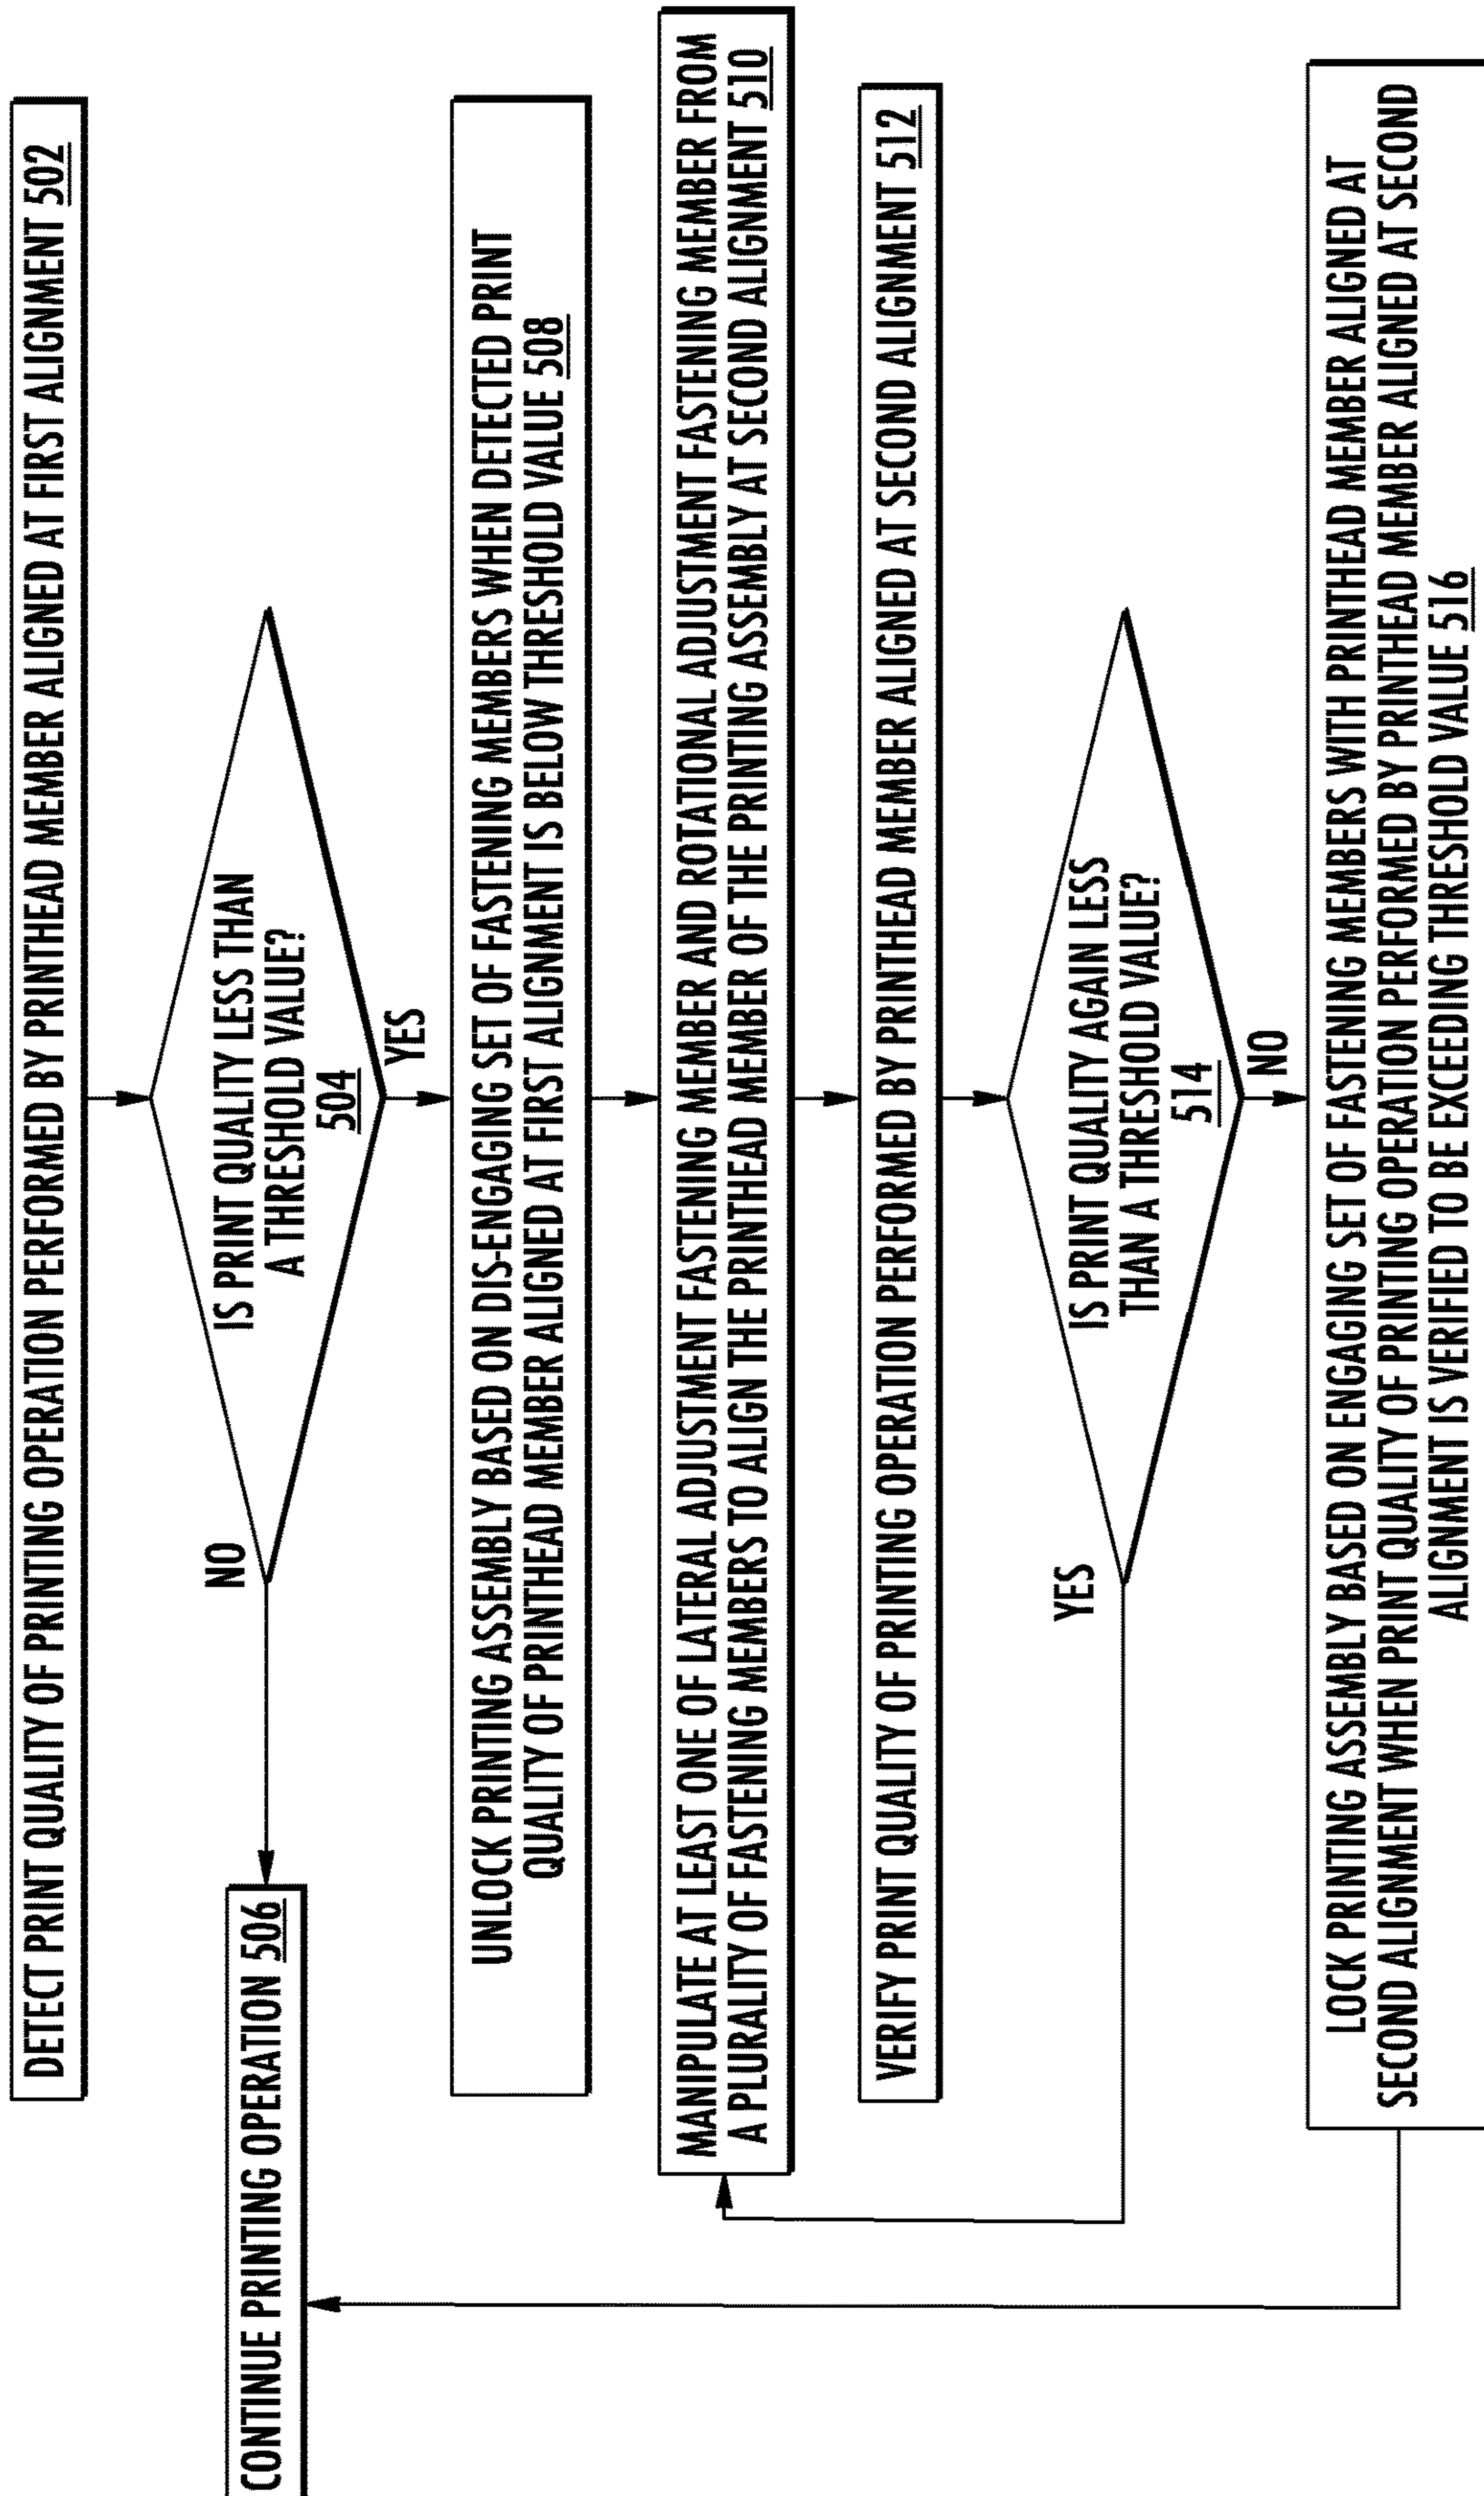 DETECT PRINT QUALITY OF PRINTING OPERATION PERFORMED BY PRINTHEAD MEMBER ALIGNED AT FIRST ALIGNMENT 502
IS PRINT QUALITY LESS THAN
A THRESHOLD VALUE?
504
NO
YES
CONTINUE PRINTING OPERATION 506
UNLOCK PRINTING ASSEMBLY BASED ON DIS-ENGAGING SET OF FASTENING MEMBERS WHEN DETECTED PRINT
QUALITY OF PRINTHEAD MEMBER ALIGNED AT FIRST ALIGNMENT IS BELOW THRESHOLD VALUE 508
MANIPULATE AT LEAST ONE OF LATERAL ADJUSTMENT FASTENING MEMBER AND ROTATIONAL ADJUSTMENT FASTENING MEMBER FROM
A PLURALITY OF FASTENING MEMBERS TO ALIGN THE PRINTHEAD MEMBER OF THE PRINTING ASSEMBLY AT SECOND ALIGNMENT 510
VERIFY PRINT QUALITY OF PRINTING OPERATION PERFORMED BY PRINTHEAD MEMBER ALIGNED AT SECOND ALIGNMENT 512
IS PRINT QUALITY AGAIN LESS
THAN A THRESHOLD VALUE?
514
YES
NO
LOCK PRINTING ASSEMBLY BASED ON ENGAGING SET OF FASTENING MEMBERS WITH PRINTHEAD MEMBER ALIGNED AT
SECOND ALIGNMENT WHEN PRINT QUALITY OF PRINTING OPERATION PERFORMED BY PRINTHEAD MEMBER ALIGNED AT SECOND
ALIGNMENT IS VERIFIED TO BE EXCEEDING THRESHOLD VALUE 516